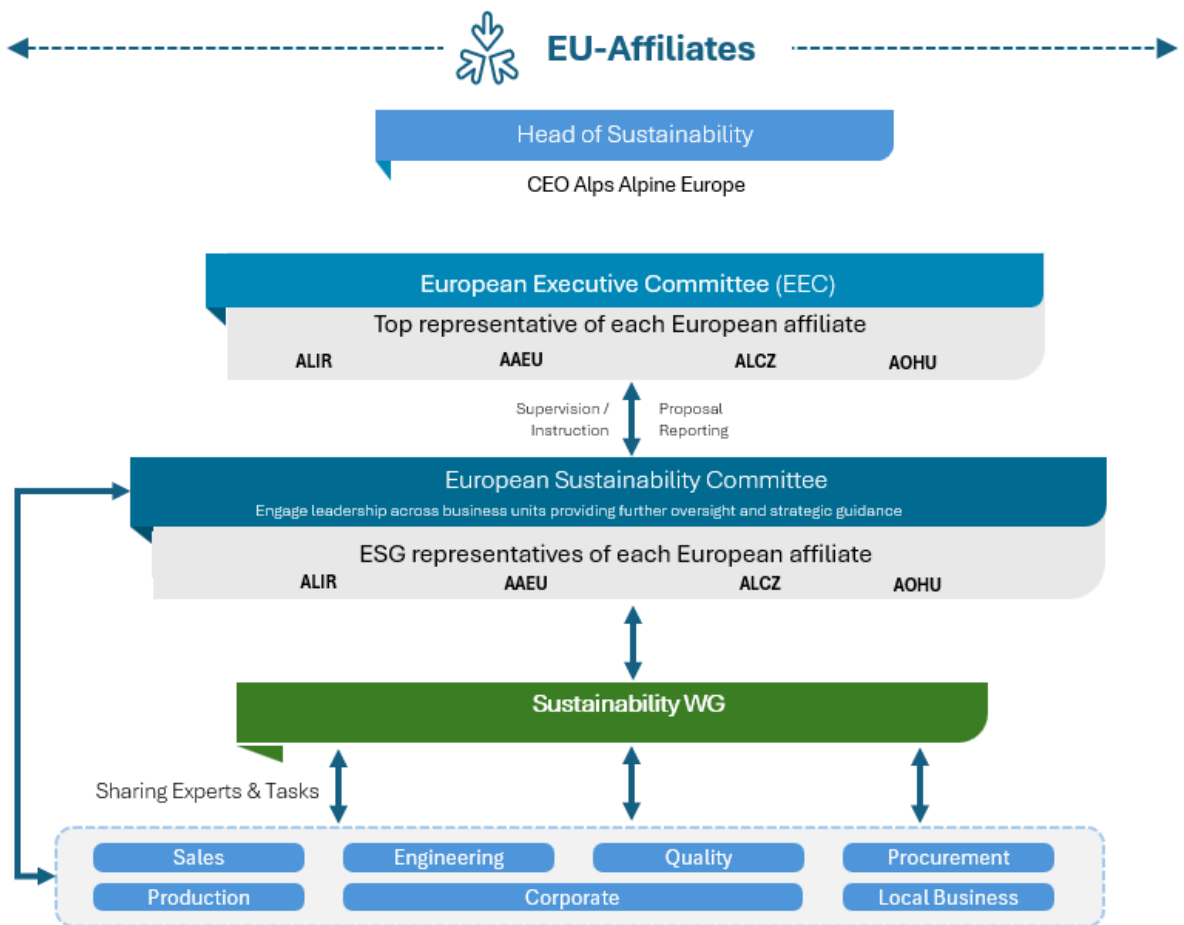 EU-Affiliates
Head of Sustainability
CEO Alps Alpine Europe
European Executive Committee (EEC)
Top representative of each European affiliate
ALIR AAEU ALCZ AOHU
Supervision / Instruction
Proposal Reporting
European Sustainability Committee
Engage leadership across business units providing further oversight and strategic guidance
ESG representatives of each European affiliate
ALIR AAEU ALCZ AOHU
Sustainability WG
Sharing Experts & Tasks
Sales Engineering Quality Procurement
Production Corporate Local Business